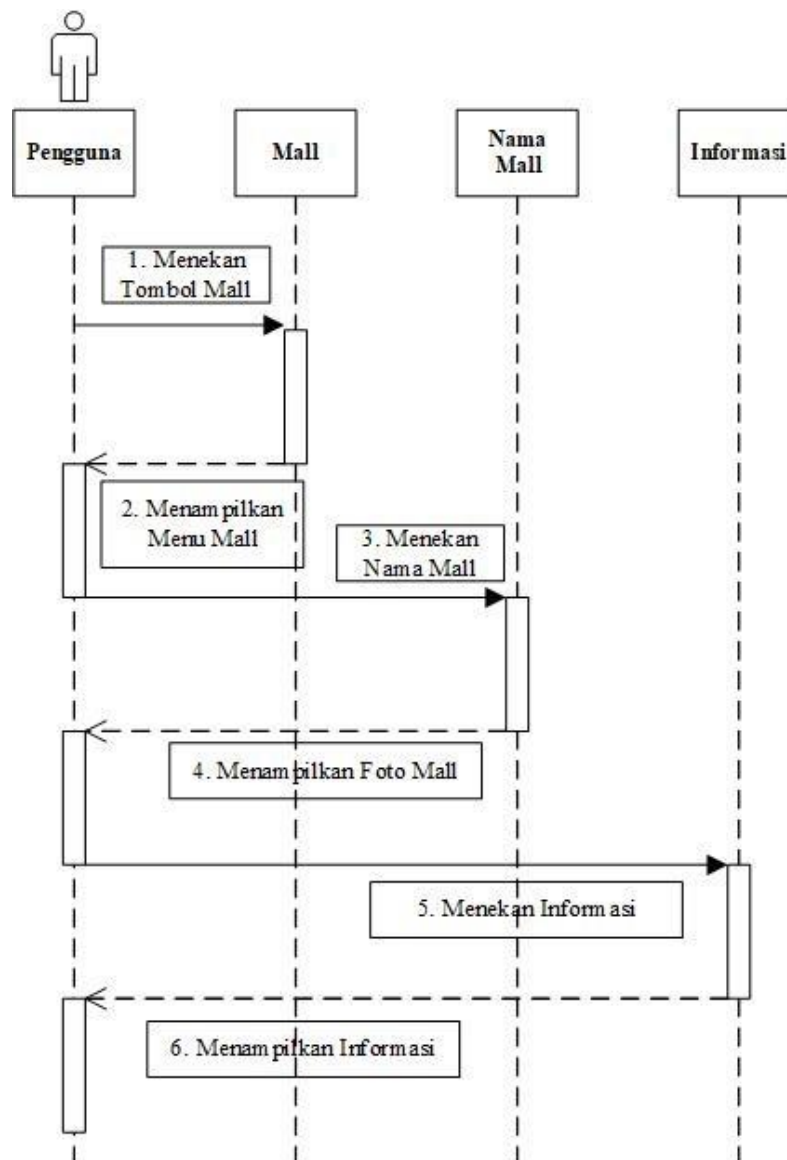 Pengguna
Mall
Nama
Mall
Informasi
1. Menekan
Tombol Mall
2. Menampilkan
Menu Mall
3. Menekan
Nama Mall
4. Menampilkan Foto Mall
5. Menekan Informasi
6. Menampilkan Informasi